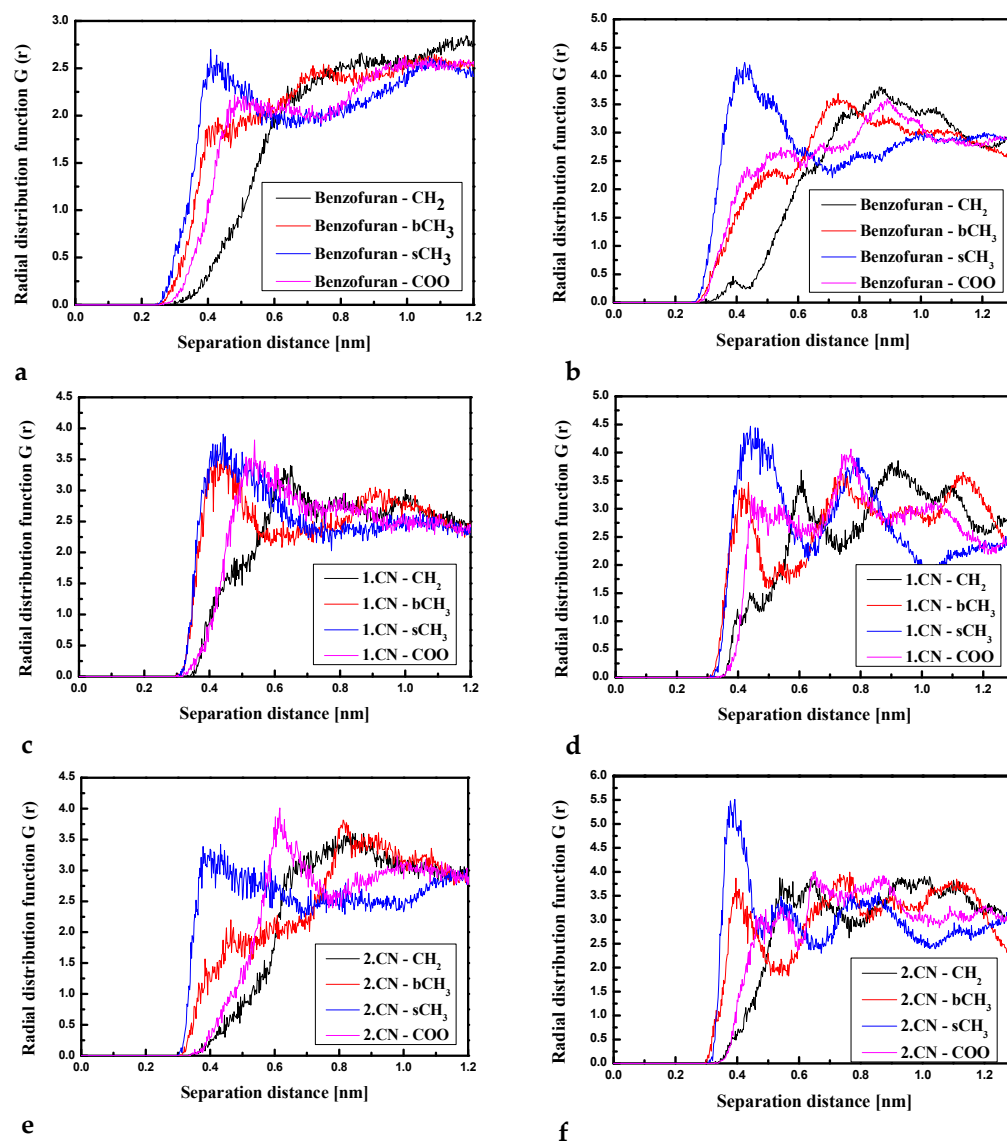 Radial distribution function G (r)
3.0
2.5
2.0
1.5
1.0
0.5
0.0
Benzofuran - CH2
Benzofuran - bCH3
Benzofuran - sCH3
Benzofuran - COO
0.0 0.2 0.4 0.6 0.8 1.0 1.2
Separation distance [nm]
a
Radial distribution function G (r)
5.0
4.5
4.0
3.5
3.0
2.5
2.0
1.5
1.0
0.5
0.0
Benzofuran - CH2
Benzofuran - bCH3
Benzofuran - sCH3
Benzofuran - COO
0.0 0.2 0.4 0.6 0.8 1.0 1.2
Separation distance [nm]
b
Radial distribution function G (r)
4.5
4.0
3.5
3.0
2.5
2.0
1.5
1.0
0.5
0.0
1.CN - CH2
1.CN - bCH3
1.CN - sCH3
1.CN - COO
0.0 0.2 0.4 0.6 0.8 1.0 1.2
Separation distance [nm]
c
Radial distribution function G (r)
5.0
4.5
4.0
3.5
3.0
2.5
2.0
1.5
1.0
0.5
0.0
1.CN - CH2
1.CN - bCH3
1.CN - sCH3
1.CN - COO
0.0 0.2 0.4 0.6 0.8 1.0 1.2
Separation distance [nm]
d
Radial distribution function G (r)
4.5
4.0
3.5
3.0
2.5
2.0
1.5
1.0
0.5
0.0
2.CN - CH2
2.CN - bCH3
2.CN - sCH3
2.CN - COO
0.0 0.2 0.4 0.6 0.8 1.0 1.2
Separation distance [nm]
e
Radial distribution function G (r)
6.0
5.5
5.0
4.5
4.0
3.5
3.0
2.5
2.0
1.5
1.0
0.5
0.0
2.CN - CH2
2.CN - bCH3
2.CN - sCH3
2.CN - COO
0.0 0.2 0.4 0.6 0.8 1.0 1.2
Separation distance [nm]
f